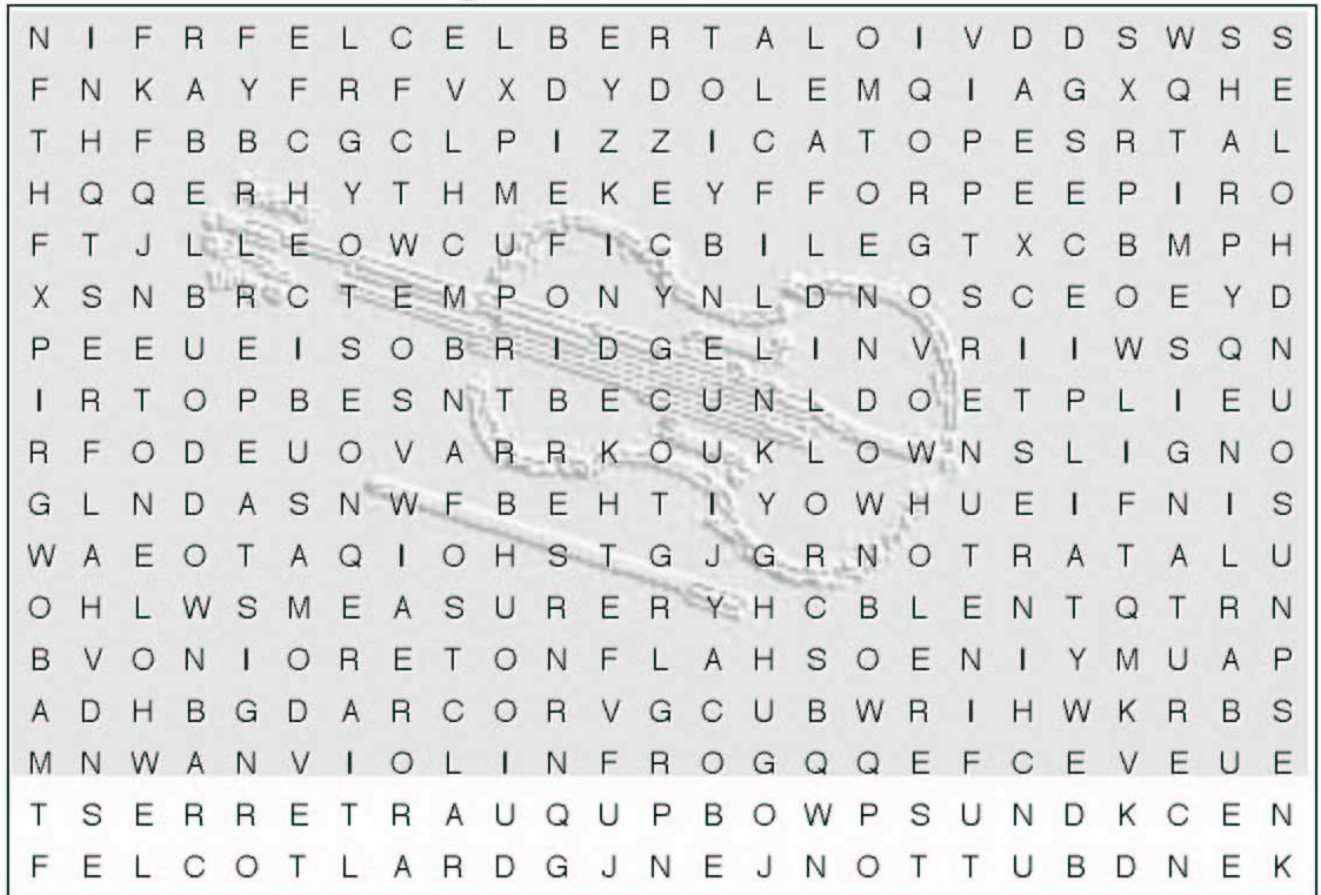 N I F R F E L C E L B E R T A L O I V D D S W S S
F N K A Y F R F V X D Y D O L E M Q I A G X Q H E
T H F B B C G C L P I Z Z I C A T O P E S R T A L
H Q Q E R H Y T H M E K E Y F F O R P E E P I R O
F T J L L E O W C U F I C B I L E G T X C B M P H
X S N B R C T E M P O N Y N L D N O S C E O E Y D
P E E U E I S O B R I D G E L I N V R I I W S Q N
I R T O P B E S N T B E C U N L D O E T P L I E U
R F O D E U O V A R R K O U K L O W N S L I G N O
G L N D A S N W F B E H T I Y O W H U E I F N I S
W A E O T A Q I O H S T G J G R N O T R A T A L U
O H L W S M E A S U R E R Y H C B L E N T Q T R N
B V O N I O R E T O N F L A H S O E N I Y M U A P
A D H B G D A R C O R V G C U B W R I H W K R B S
M N W A N V I O L I N F R O G Q Q E F C E V E U E
T S E R R E T R A U Q U P B O W P S U N D K C E N
F E L C O T L A R D G J N E J N O T T U B D N E K